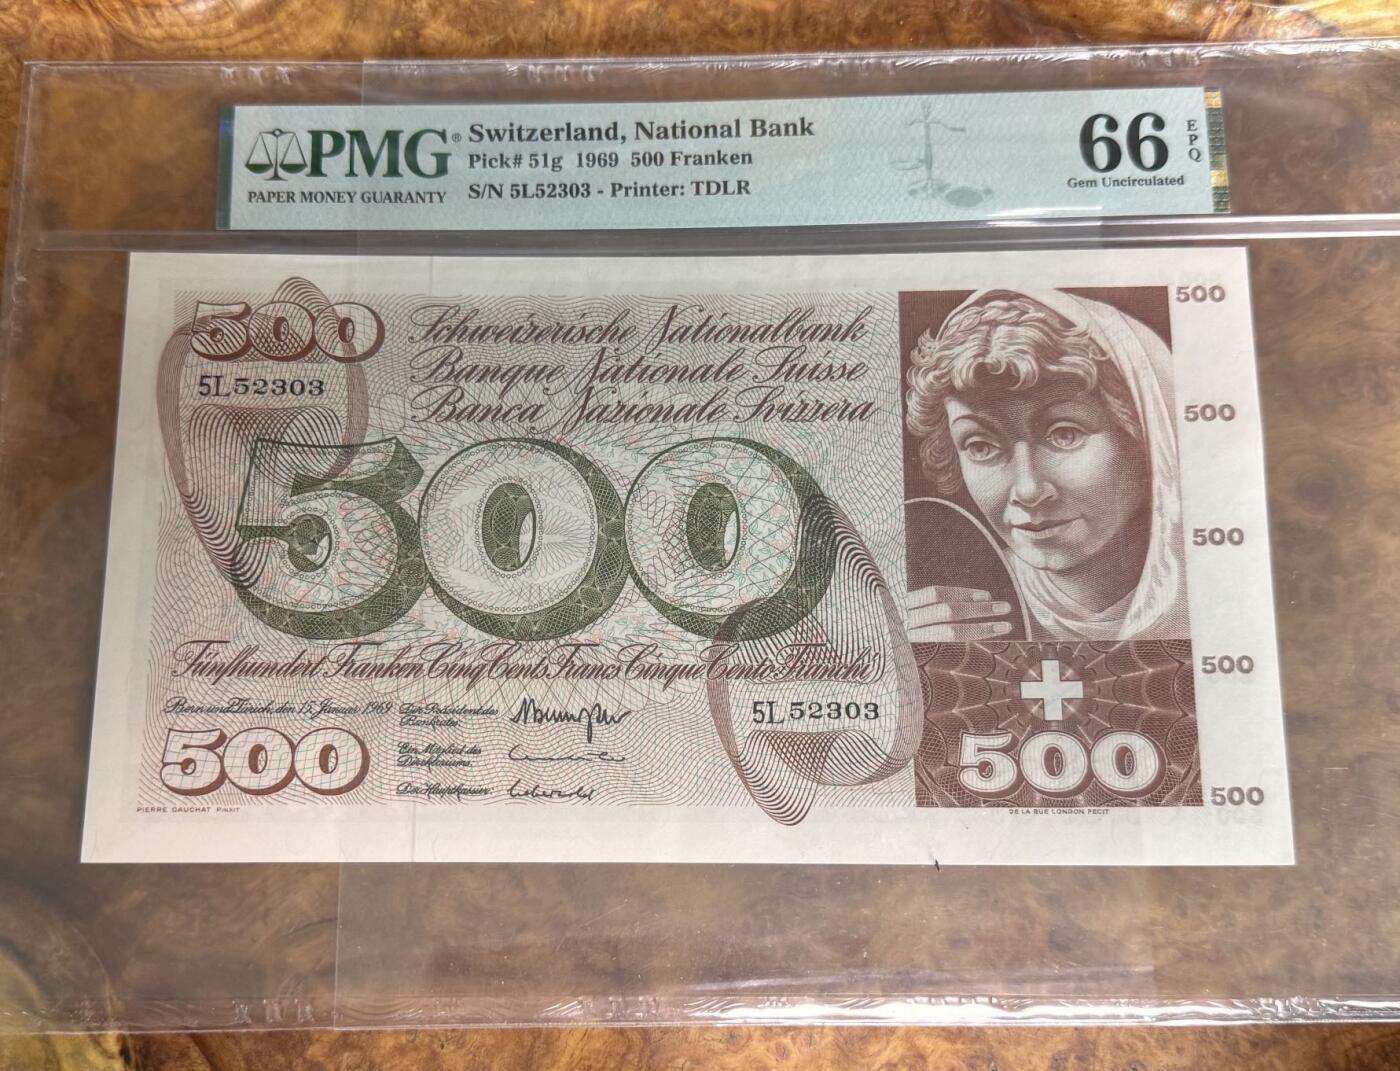 PMG®
PAPER MONEY GUARANTY
Switzerland, National Bank
Pick# 51g 1969 500 Franken
S/N 5L52303 - Printer: TDLR
66
EPQ
Gem Uncirculated
500
5L52303
Schweizerische Nationalbank
Banque Nationale Suisse
Banca Nazionale Svizzera
500
Fünfhundert Franken Cinq Cents Francs Cinque Cento Franchi
Bern und Zürich, den 15. Januar 1969
Der Präsident des
Bankrates:
Ein Mitglied des
Direktoriums:
Der Hauptkassier:
5L52303
500
PIERRE GAUCHAT PINXIT
500
500
500
500
500
500
DE LA RUE LONDON FECIT